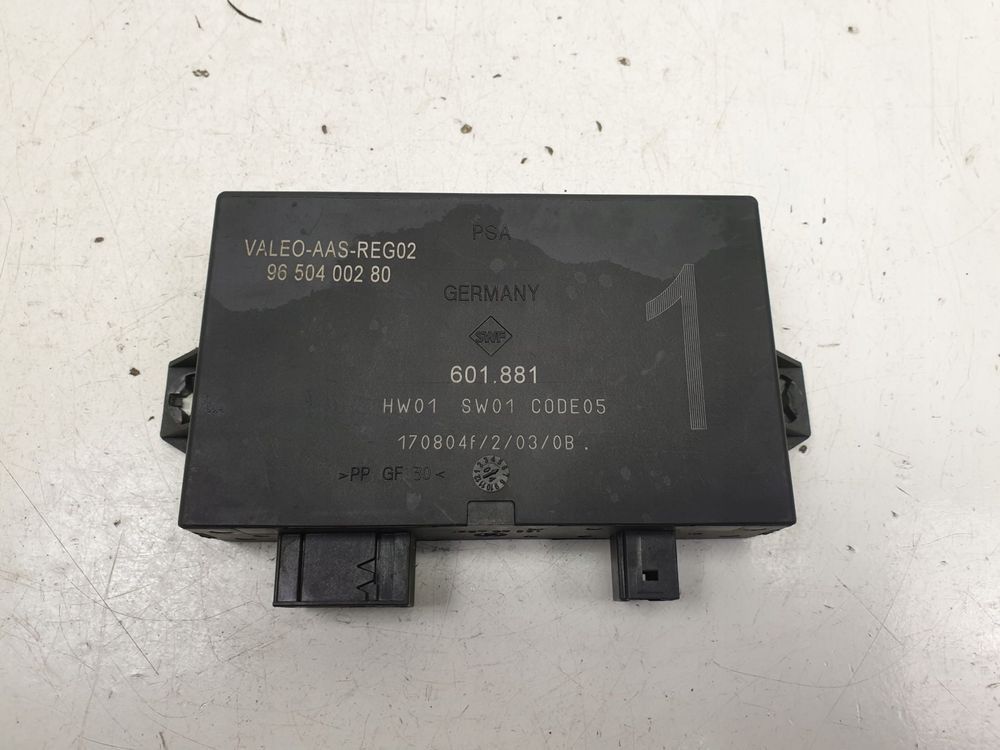 PSA
VALEO-AAS-REG02
96 504 002 80
GERMANY
1
SWF
601.881
HW01 SW01 CODE05
170804f/2/03/0B.
>PP GF 30<